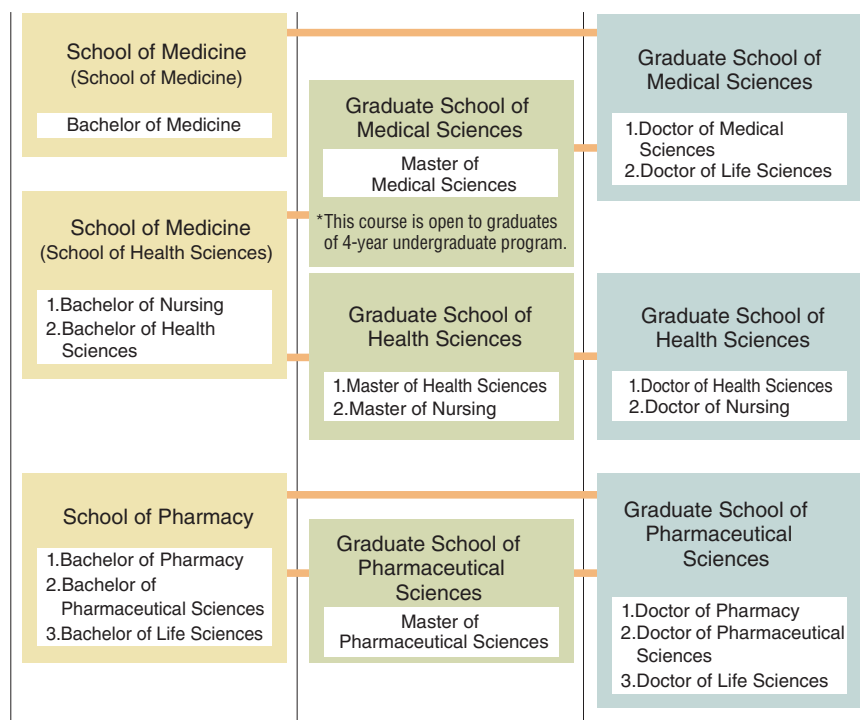 School of Medicine
(School of Medicine)
Bachelor of Medicine
School of Medicine
(School of Health Sciences)
1.Bachelor of Nursing
2.Bachelor of Health
Sciences
School of Pharmacy
1.Bachelor of Pharmacy
2.Bachelor of
Pharmaceutical Sciences
3.Bachelor of Life Sciences
Graduate School of
Medical Sciences
Master of
Medical Sciences
*This course is open to graduates
of 4-year undergraduate program.
Graduate School of
Health Sciences
1.Master of Health Sciences
2.Master of Nursing
Graduate School of
Pharmaceutical
Sciences
Master of
Pharmaceutical Sciences
Graduate School of
Medical Sciences
1.Doctor of Medical
Sciences
2.Doctor of Life Sciences
Graduate School of
Health Sciences
1.Doctor of Health Sciences
2.Doctor of Nursing
Graduate School of
Pharmaceutical
Sciences
1.Doctor of Pharmacy
2.Doctor of Pharmaceutical
Sciences
3.Doctor of Life Sciences